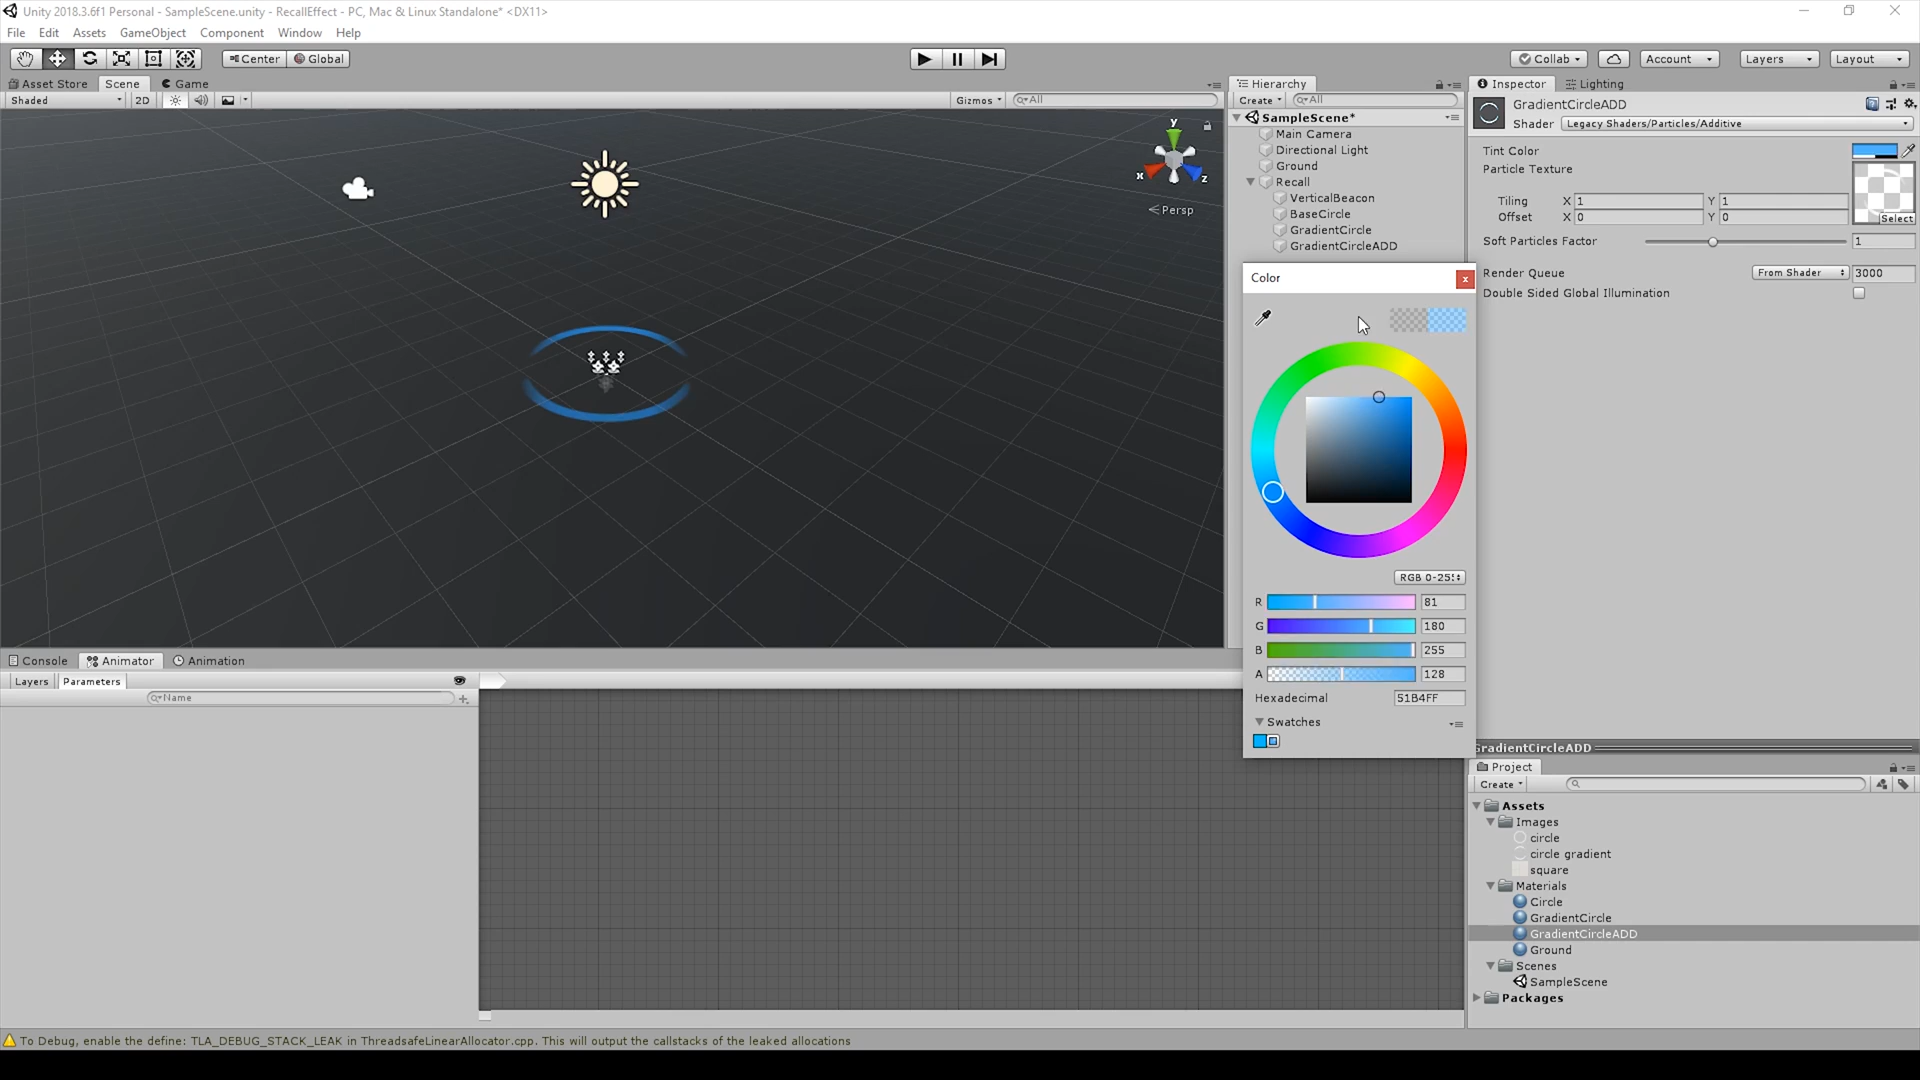 Unity 2018.3.6f1 Personal - SampleScene.unity - RecallEffect - PC, Mac & Linux Standalone* <DX11>
File Edit Assets GameObject Component Window Help
Center Global Collab Account Layers Layout
Asset Store Scene Game Hierarchy Inspector Lighting
Shaded 2D Gizmos All Create All
GradientCircleADD
Shader Legacy Shaders/Particles/Additive
SampleScene*
Main Camera
Directional Light
Ground
Recall
VerticalBeacon
BaseCircle
GradientCircle
GradientCircleADD
y
x
z
Persp
Tint Color
Particle Texture
Tiling X 1 Y 1
Offset X 0 Y 0
Select
Soft Particles Factor 1
Render Queue From Shader 3000
Double Sided Global Illumination
Color
x
RGB 0-25
R 81
G 180
B 255
A 128
Hexadecimal 51B4FF
Swatches
Console Animator Animation
Layers Parameters
Name
GradientCircleADD
Project
Create
Assets
Images
circle
circle gradient
square
Materials
Circle
GradientCircle
GradientCircleADD
Ground
Scenes
SampleScene
Packages
To Debug, enable the define: TLA_DEBUG_STACK_LEAK in ThreadsafeLinearAllocator.cpp. This will output the callstacks of the leaked allocations